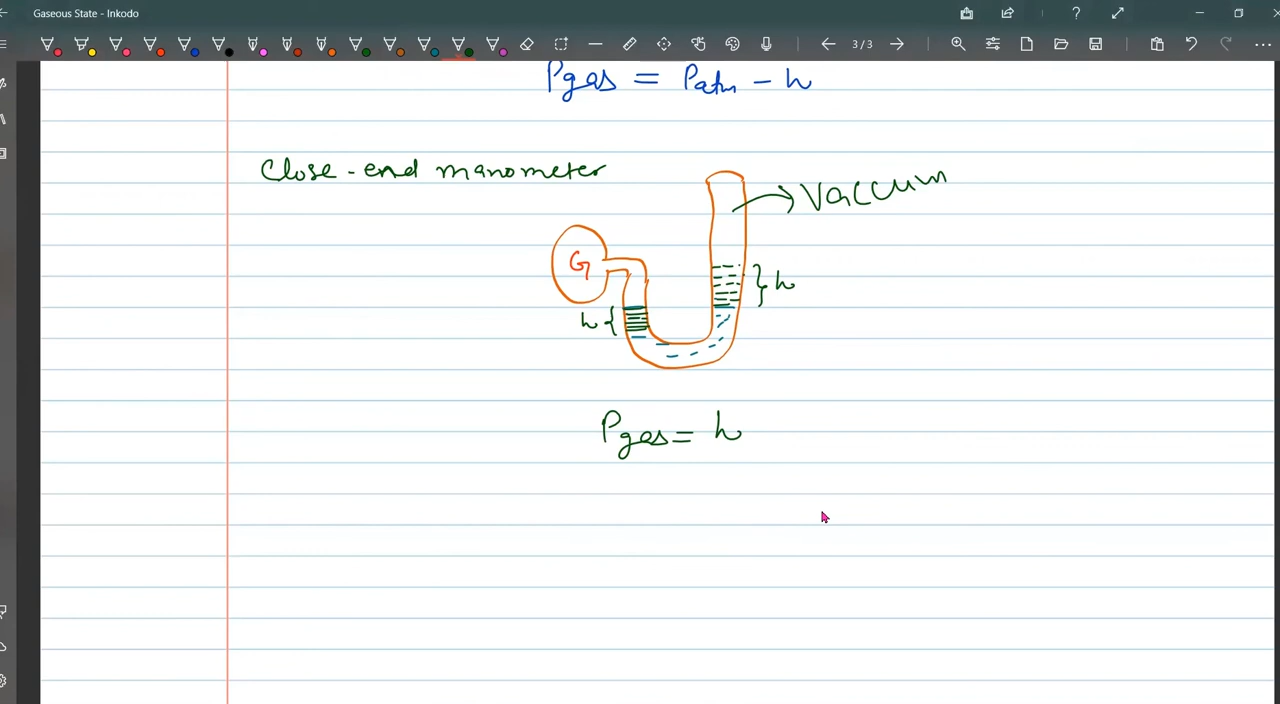 Gaseous State - Inkodo
3/3
Pgas = Patm - h
Close-end manometer
Vaccum
G
h
h
Pgas = h